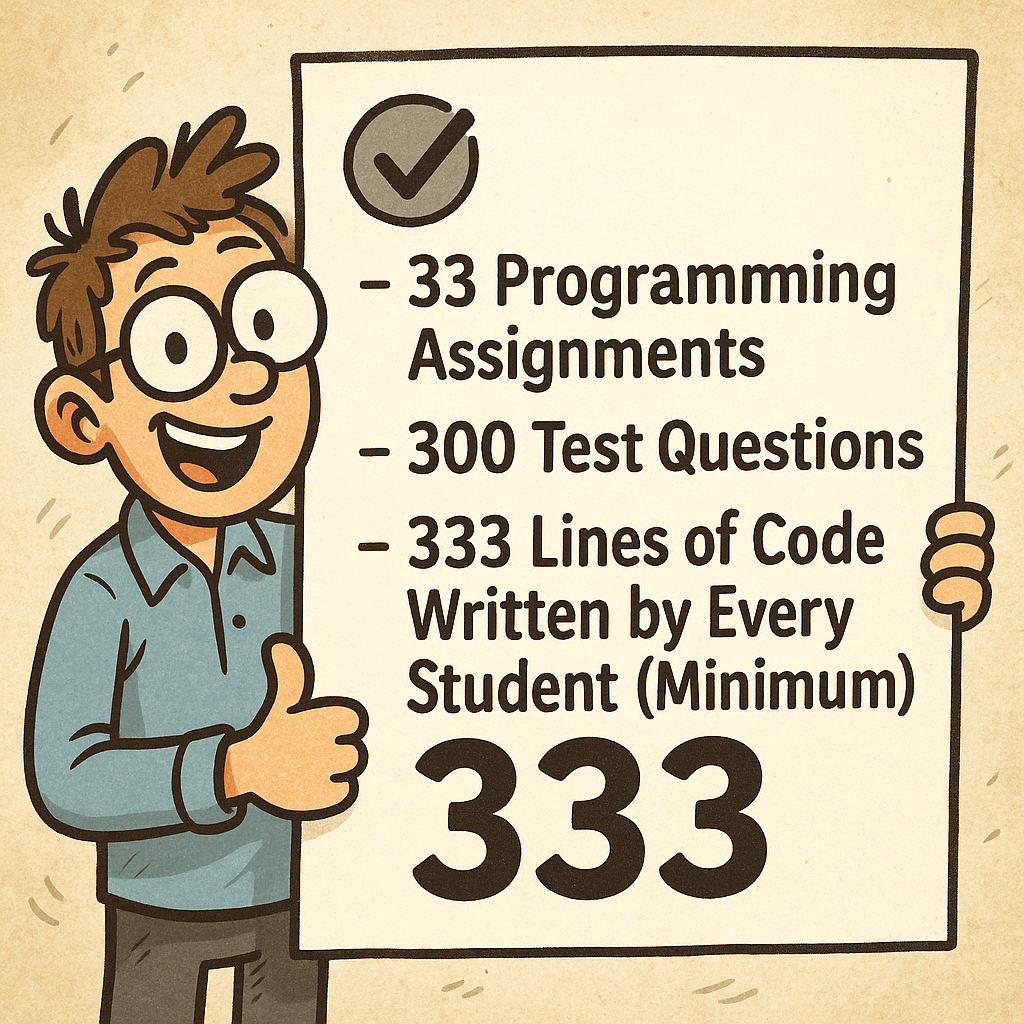 - 33 Programming
Assignments
- 300 Test Questions
- 333 Lines of Code
Written by Every
Student (Minimum)
333